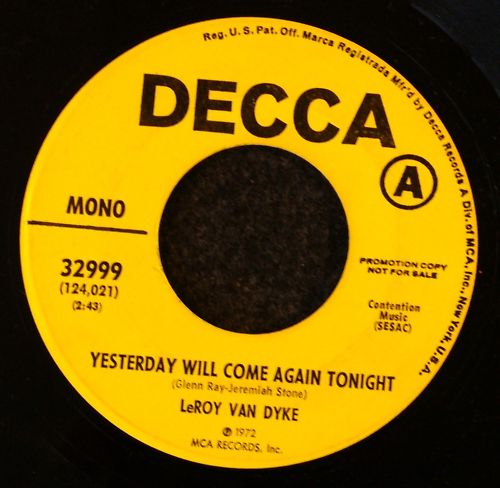 Reg. U.S. Pat. Off. Marca Registrada Mfr'd by Decca Records A Div. of MCA, Inc., New York, U.S.A.
DECCA
A
MONO
32999
(124,021)
(2:43)
PROMOTION COPY
NOT FOR SALE
Contention
Music
(SESAC)
YESTERDAY WILL COME AGAIN TONIGHT
(Glenn Ray-Jeremiah Stone)
LeROY VAN DYKE
℗ 1972
MCA RECORDS, Inc.